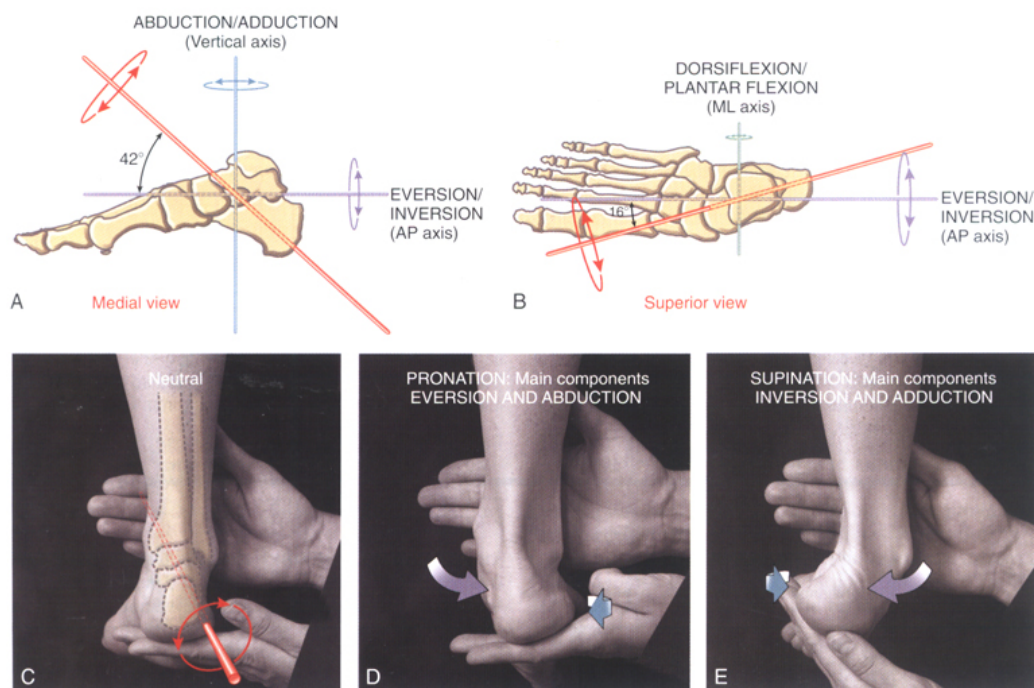 ABDUCTION/ADDUCTION
(Vertical axis)
42°
EVERSION/
INVERSION
(AP axis)
A
Medial view
DORSIFLEXION/
PLANTAR FLEXION
(ML axis)
16°
EVERSION/
INVERSION
(AP axis)
B
Superior view
Neutral
C
PRONATION: Main components
EVERSION AND ABDUCTION
D
SUPINATION: Main components
INVERSION AND ADDUCTION
E